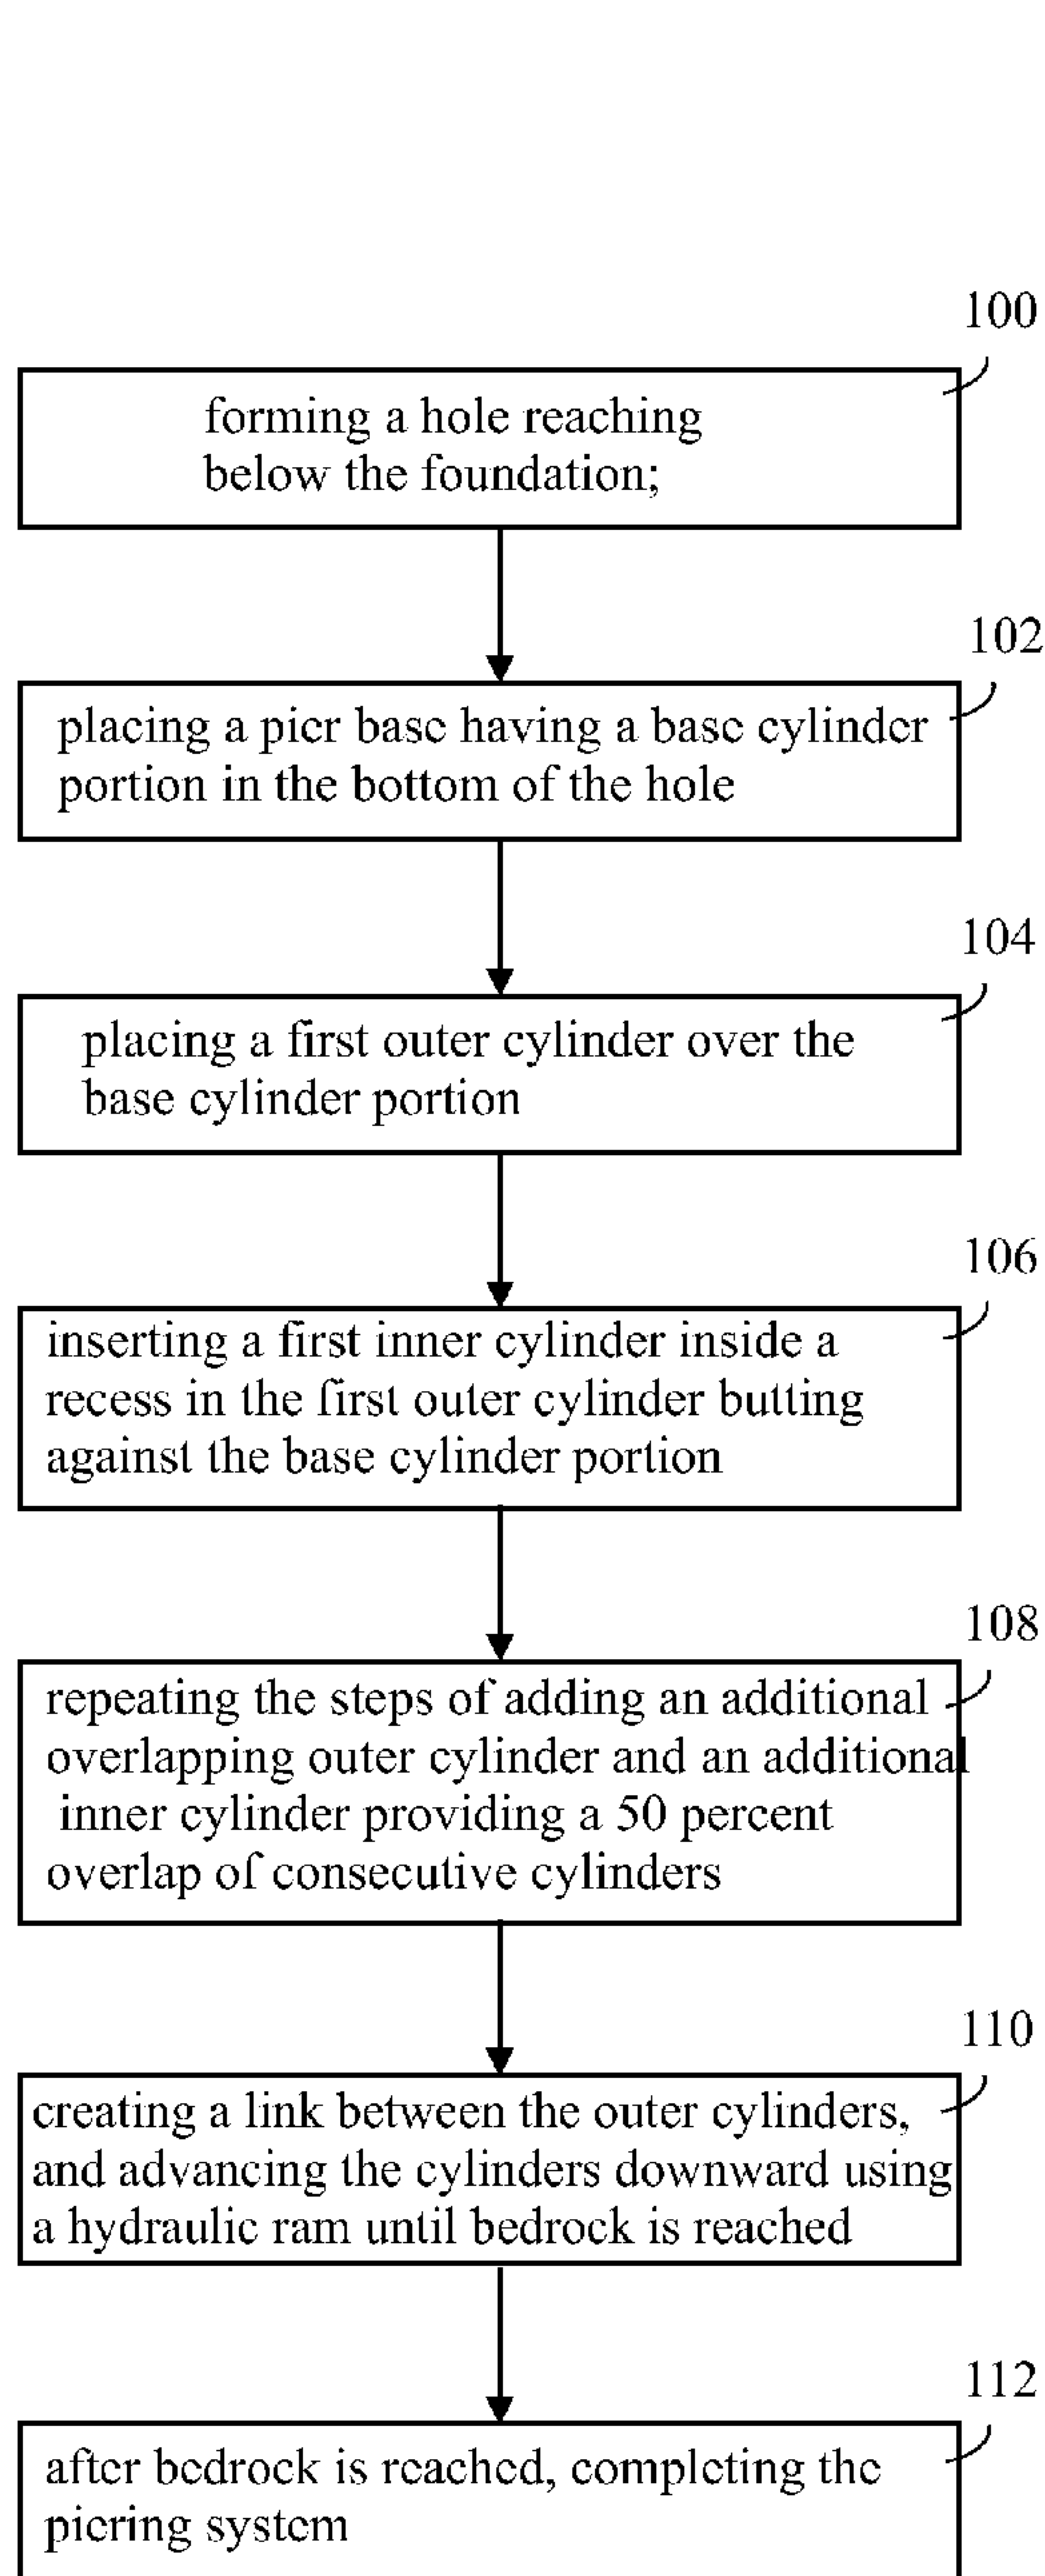 100
forming a hole reaching
below the foundation;
102
placing a pier base having a base cylinder
portion in the bottom of the hole
104
placing a first outer cylinder over the
base cylinder portion
106
inserting a first inner cylinder inside a
recess in the first outer cylinder butting
against the base cylinder portion
108
repeating the steps of adding an additional
overlapping outer cylinder and an additional
inner cylinder providing a 50 percent
overlap of consecutive cylinders
110
creating a link between the outer cylinders,
and advancing the cylinders downward using
a hydraulic ram until bedrock is reached
112
after bedrock is reached, completing the
piering system